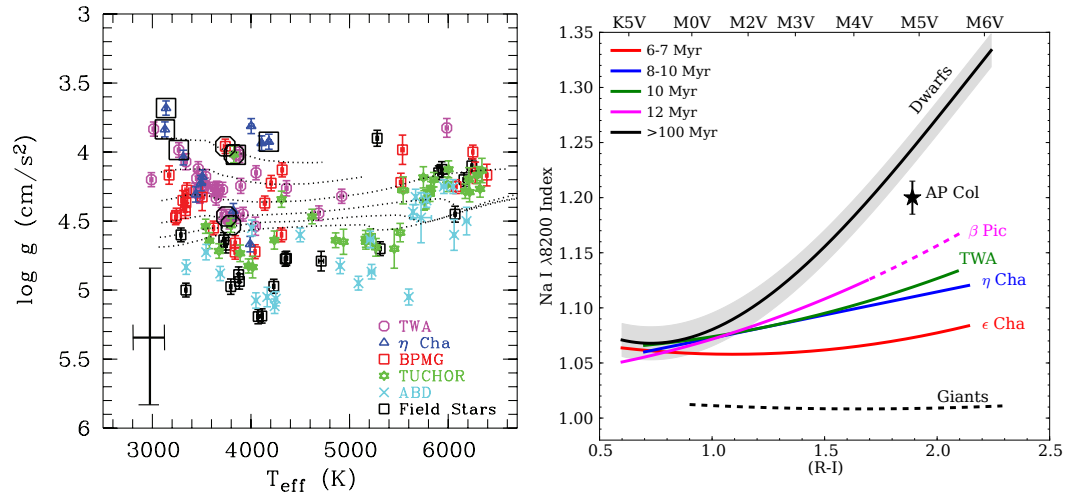 3
3.5
4
4.5
5
5.5
6
log g (cm/s²)
3000 4000 5000 6000
T_eff (K)
TWA
η Cha
BPMG
TUCHOR
ABD
Field Stars
K5V M0V M2V M3V M4V M5V M6V
1.35
1.30
1.25
1.20
1.15
1.10
1.05
1.00
Na I λ8200 Index
6-7 Myr
8-10 Myr
10 Myr
12 Myr
>100 Myr
Dwarfs
AP Col
β Pic
TWA
η Cha
ϵ Cha
Giants
0.5 1.0 1.5 2.0 2.5
(R-I)